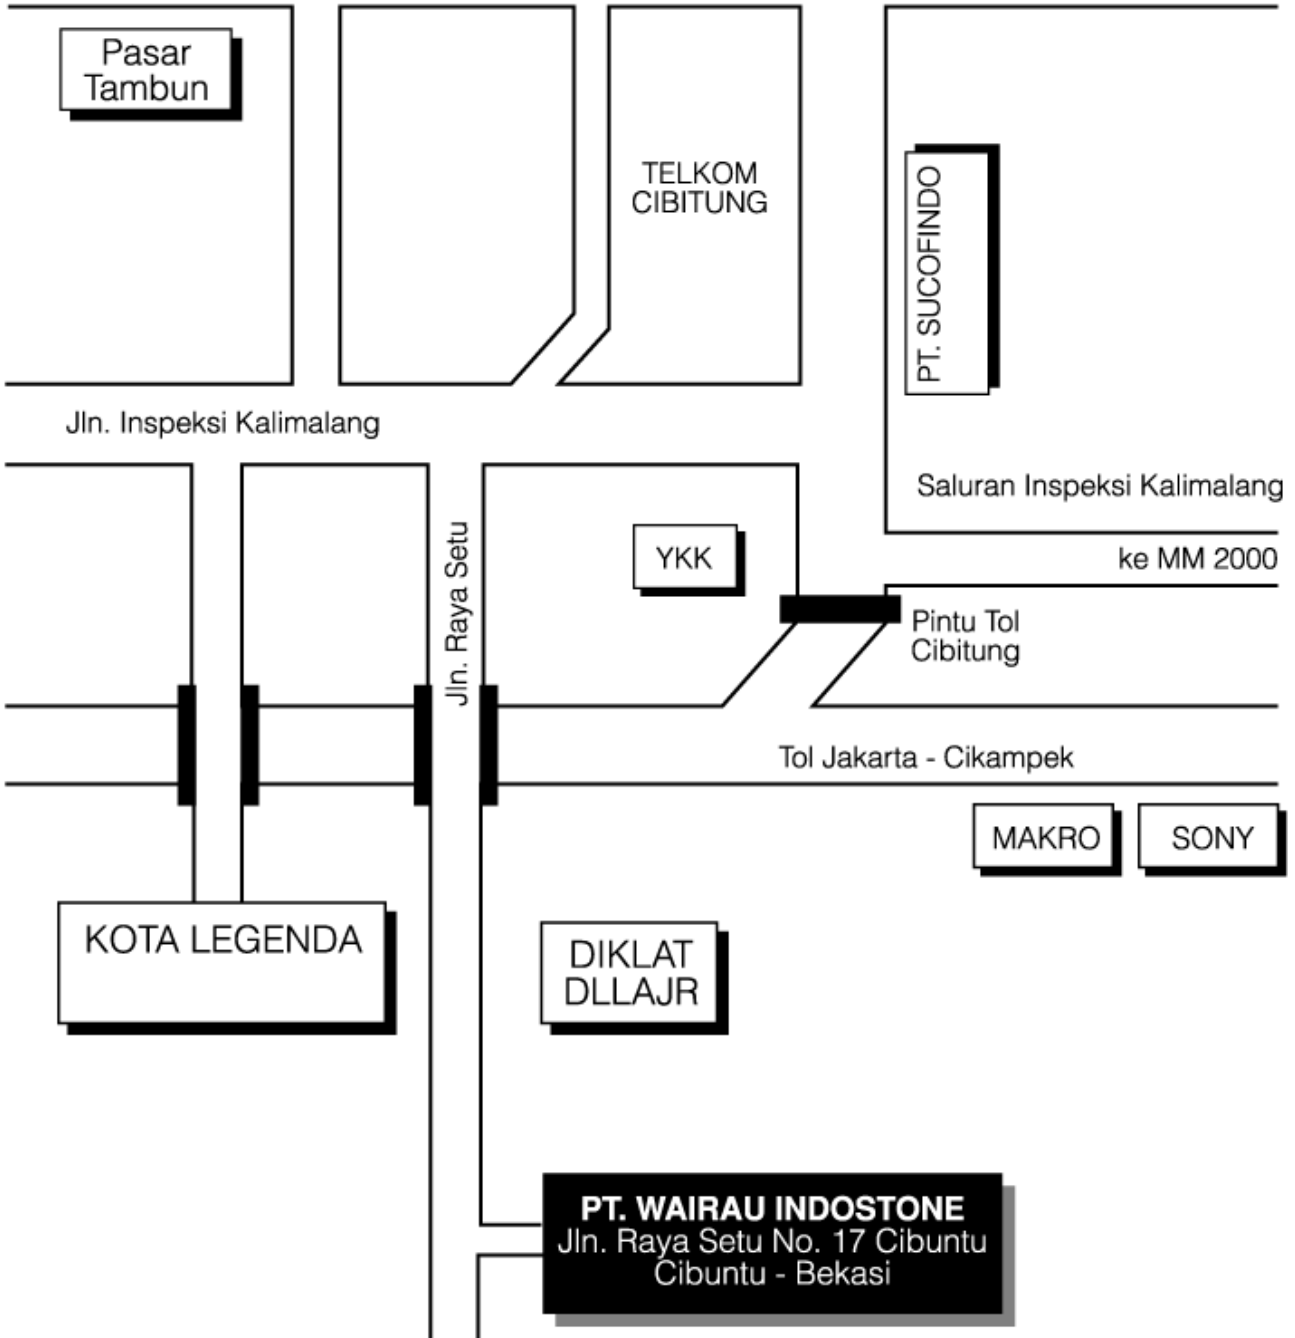 Pasar
Tambun
TELKOM
CIBITUNG
PT. SUCOFINDO
Jln. Inspeksi Kalimalang
Saluran Inspeksi Kalimalang
ke MM 2000
YKK
Jln. Raya Setu
Pintu Tol
Cibitung
Tol Jakarta - Cikampek
MAKRO
SONY
KOTA LEGENDA
DIKLAT
DLLAJR
PT. WAIRAU INDOSTONE
Jln. Raya Setu No. 17 Cibuntu
Cibuntu - Bekasi